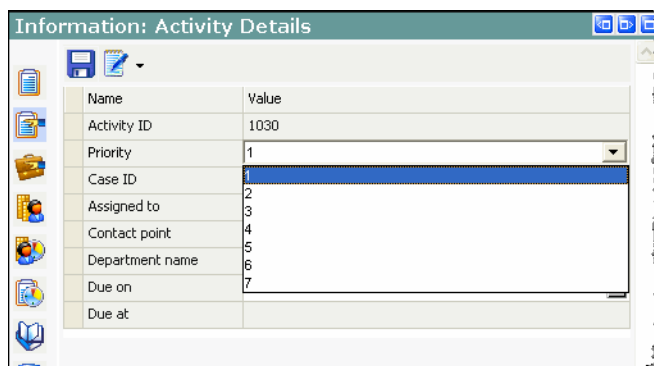 Information: Activity Details
Name Value
Activity ID 1030
Priority 1
Case ID 1
2
Assigned to 3
Contact point 4
5
Department name 6
Due on 7
Due at